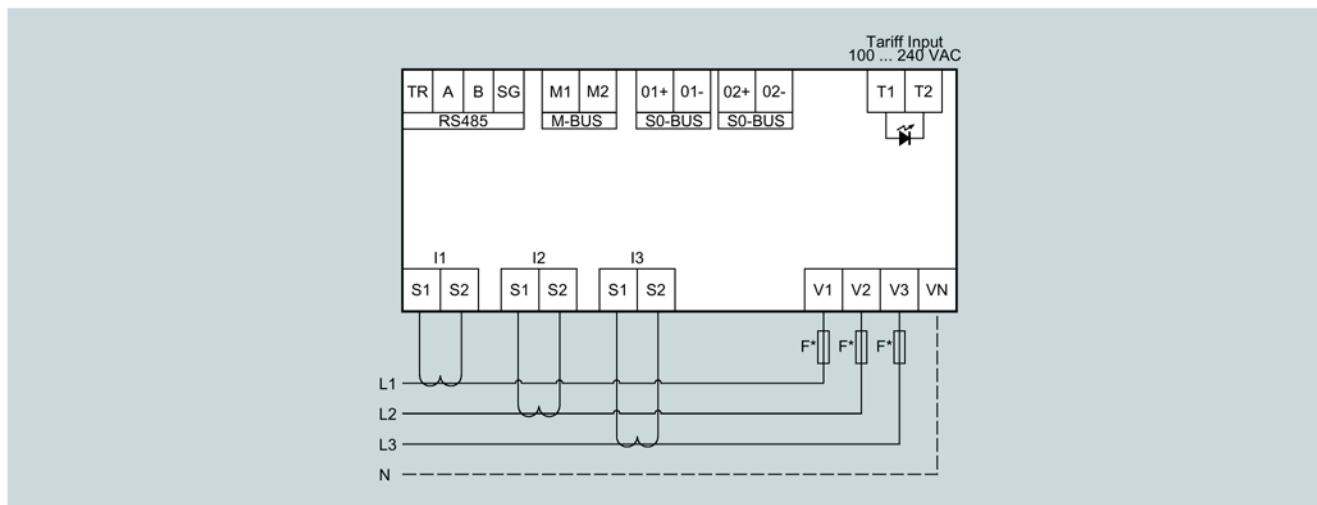 Tariff Input
100 ... 240 VAC
TR A B SG M1 M2 01+ 01- 02+ 02- T1 T2
RS485 M-BUS S0-BUS S0-BUS
I1 I2 I3
S1 S2 S1 S2 S1 S2 V1 V2 V3 VN
F* F* F*
L1
L2
L3
N